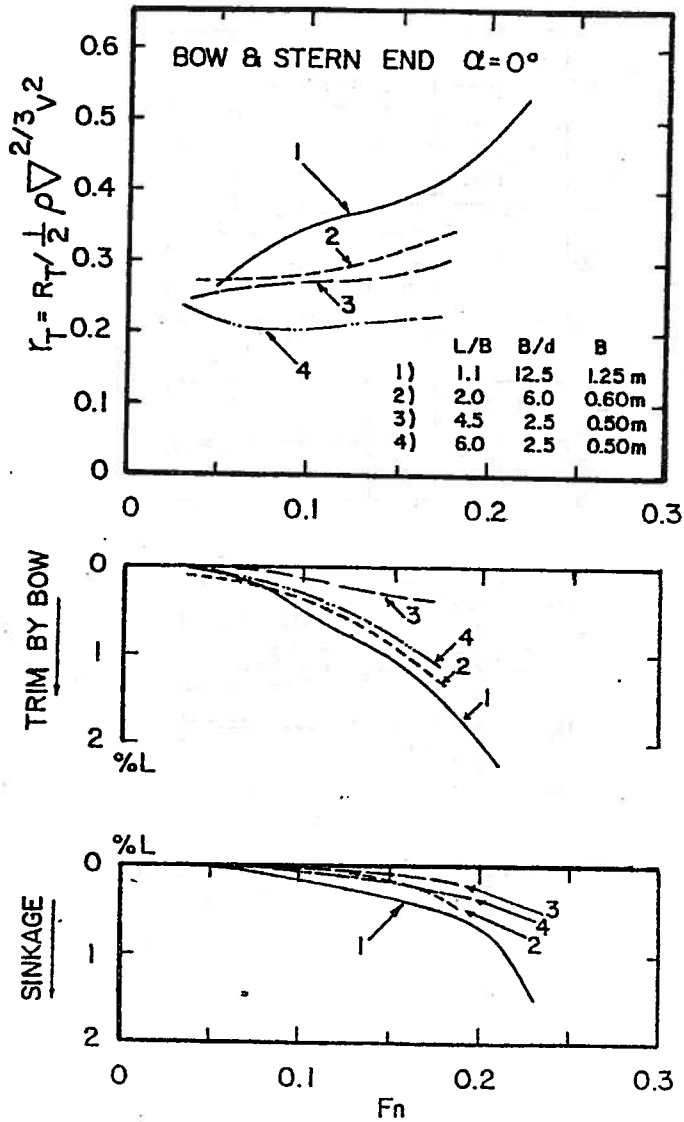 0.6
BOW & STERN END α=0°
0.5
0.4
0.3
0.2
0.1
0
r_T = R_T / 1/2 ρ∇^2/3 V^2
1
2
3
4
L/B B/d B
1) 1.1 12.5 1.25m
2) 2.0 6.0 0.60m
3) 4.5 2.5 0.50m
4) 6.0 2.5 0.50m
0 0.1 0.2 0.3
TRIM BY BOW
0
1
2
%L
3
4
2
1
%L
SINKAGE
0
1
2
1
3
4
2
0 0.1 0.2 0.3
Fn